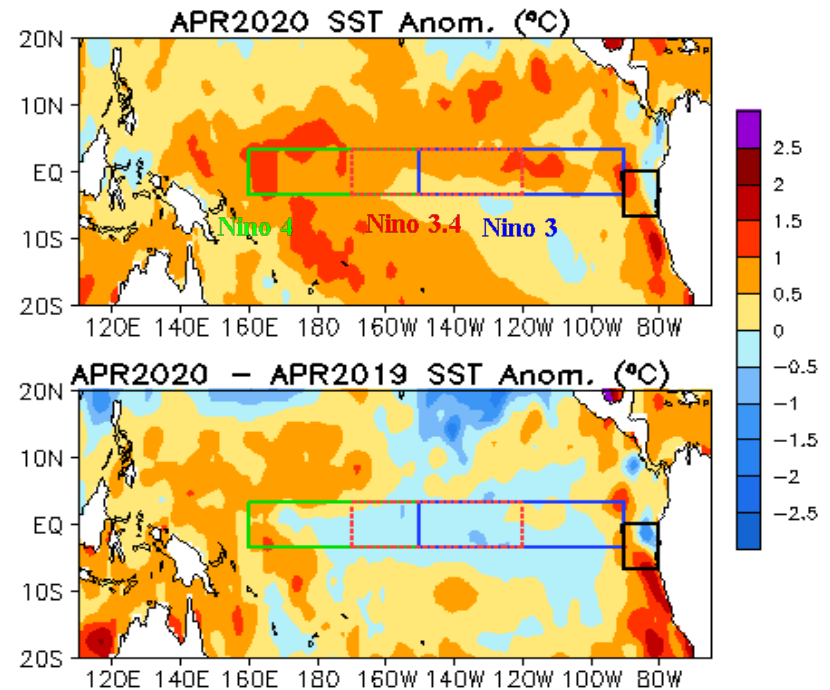 APR2020 SST Anom. (ºC)
20N
10N
EQ
10S
20S
Nino 4
Nino 3.4
Nino 3
120E 140E 160E 180 160W 140W 120W 100W 80W
APR2020 – APR2019 SST Anom. (ºC)
20N
10N
EQ
10S
20S
120E 140E 160E 180 160W 140W 120W 100W 80W
2.5
2
1.5
1
0.5
0
−0.5
−1
−1.5
−2
−2.5